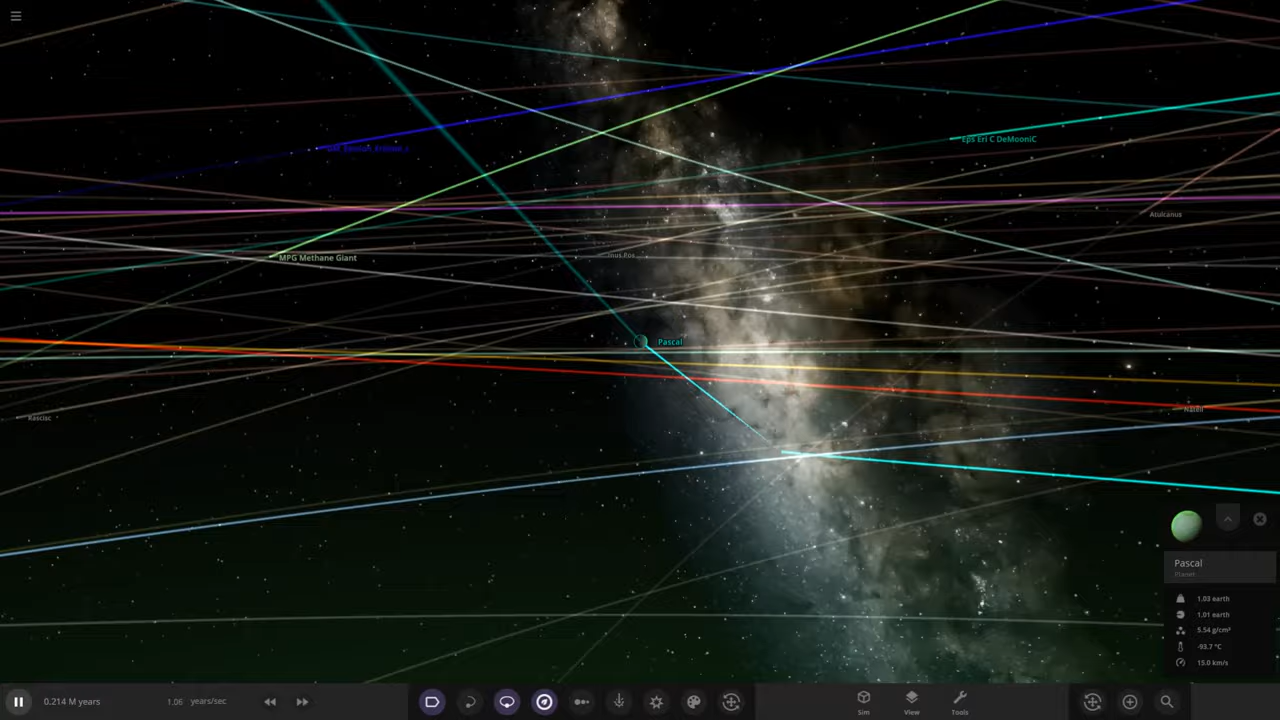 Eps Eri C DeMooniC
Atulcanus
MPG Methane Giant
Pascal
Rasciac
Pascal
Planet
1.03 earth
1.01 earth
5.54 g/cm³
-93.7 °C
15.0 km/s
0.214 M years
1.06 years/sec
Sim
View
Tools